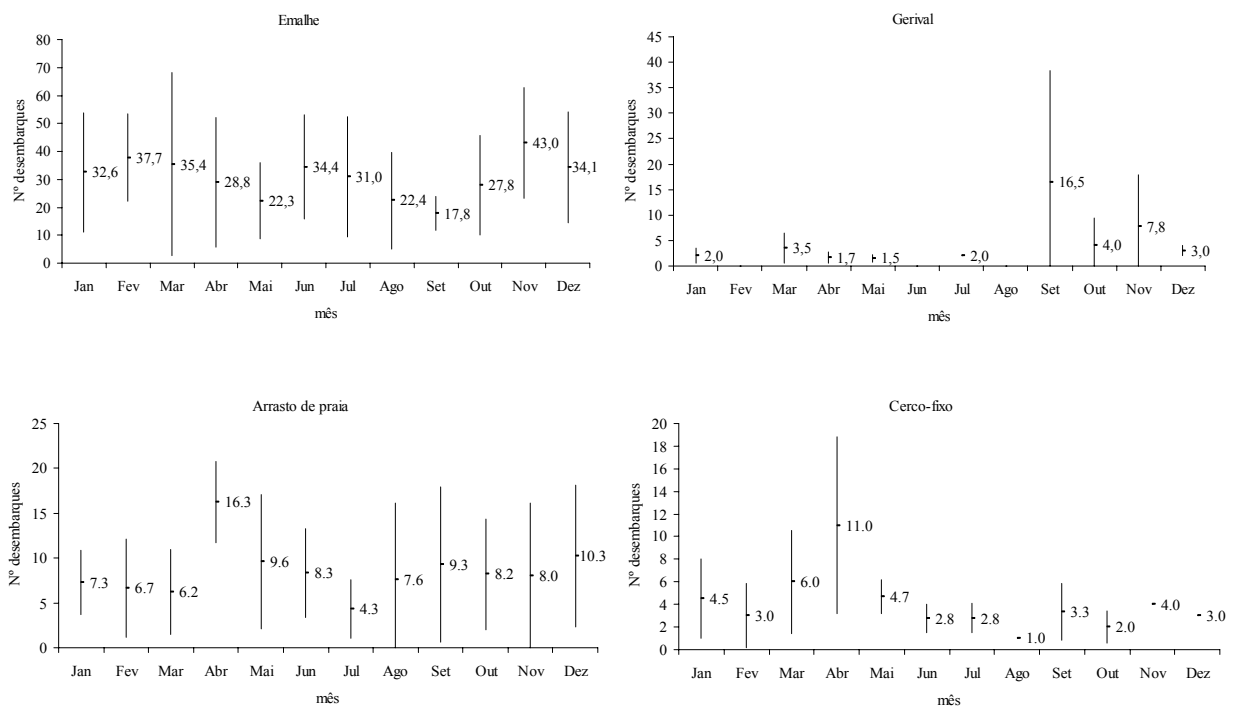 Emalhe
Nº desembarques
80
70
60
50
40
30
20
10
0
32,6 37,7 35,4 28,8 22,3 34,4 31,0 22,4 17,8 27,8 43,0 34,1
Jan Fev Mar Abr Mai Jun Jul Ago Set Out Nov Dez
mês
Gerival
Nº desembarques
45
40
35
30
25
20
15
10
5
0
2,0 3,5 1,7 1,5 2,0 16,5 4,0 7,8 3,0
Jan Fev Mar Abr Mai Jun Jul Ago Set Out Nov Dez
mês
Arrasto de praia
Nº desembarques
25
20
15
10
5
0
7.3 6.7 6.2 16.3 9.6 8.3 4.3 7.6 9.3 8.2 8.0 10.3
Jan Fev Mar Abr Mai Jun Jul Ago Set Out Nov Dez
mês
Cerco-fixo
Nº desembarques
20
18
16
14
12
10
8
6
4
2
0
4.5 3.0 6.0 11.0 4.7 2.8 2.8 1.0 3.3 2.0 4.0 3.0
Jan Fev Mar Abr Mai Jun Jul Ago Set Out Nov Dez
mês